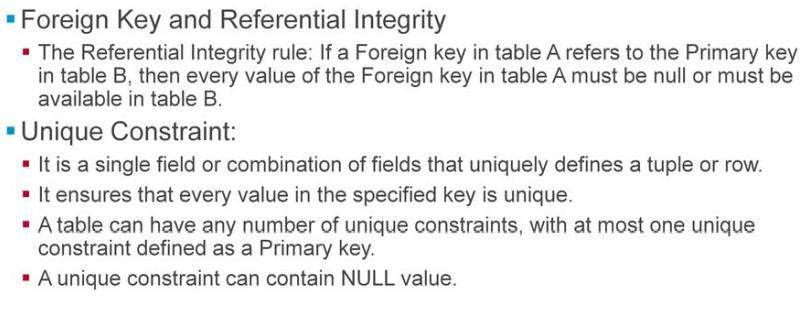 Foreign Key and Referential Integrity
The Referential Integrity rule: If a Foreign key in table A refers to the Primary key
in table B, then every value of the Foreign key in table A must be null or must be
available in table B.
Unique Constraint:
It is a single field or combination of fields that uniquely defines a tuple or row.
It ensures that every value in the specified key is unique.
A table can have any number of unique constraints, with at most one unique
constraint defined as a Primary key.
A unique constraint can contain NULL value.